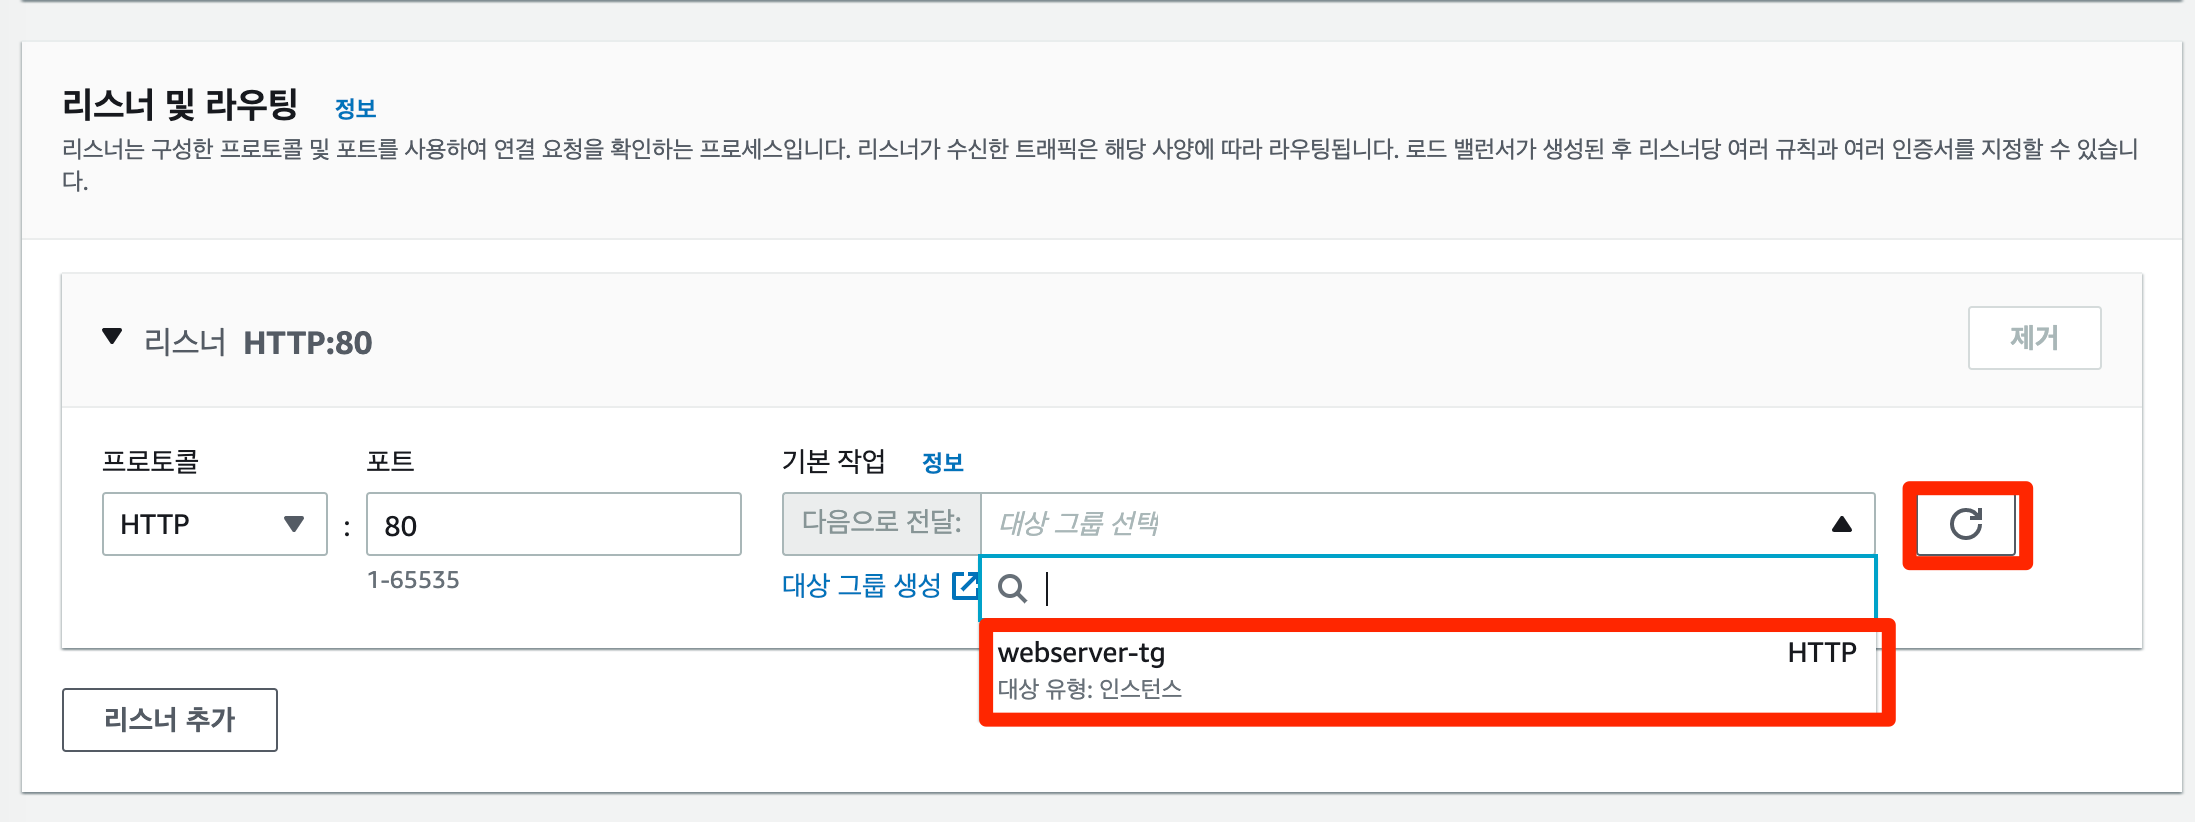 리스너 및 라우팅 정보
리스너는 구성한 프로토콜 및 포트를 사용하여 연결 요청을 확인하는 프로세스입니다. 리스너가 수신한 트래픽은 해당 사양에 따라 라우팅됩니다. 로드 밸런서가 생성된 후 리스너당 여러 규칙과 여러 인증서를 지정할 수 있습니
다.
리스너 HTTP:80
제거
프로토콜 포트 기본 작업 정보
HTTP : 80 다음으로 전달: 대상 그룹 선택
1-65535 대상 그룹 생성
webserver-tg HTTP
대상 유형: 인스턴스
리스너 추가